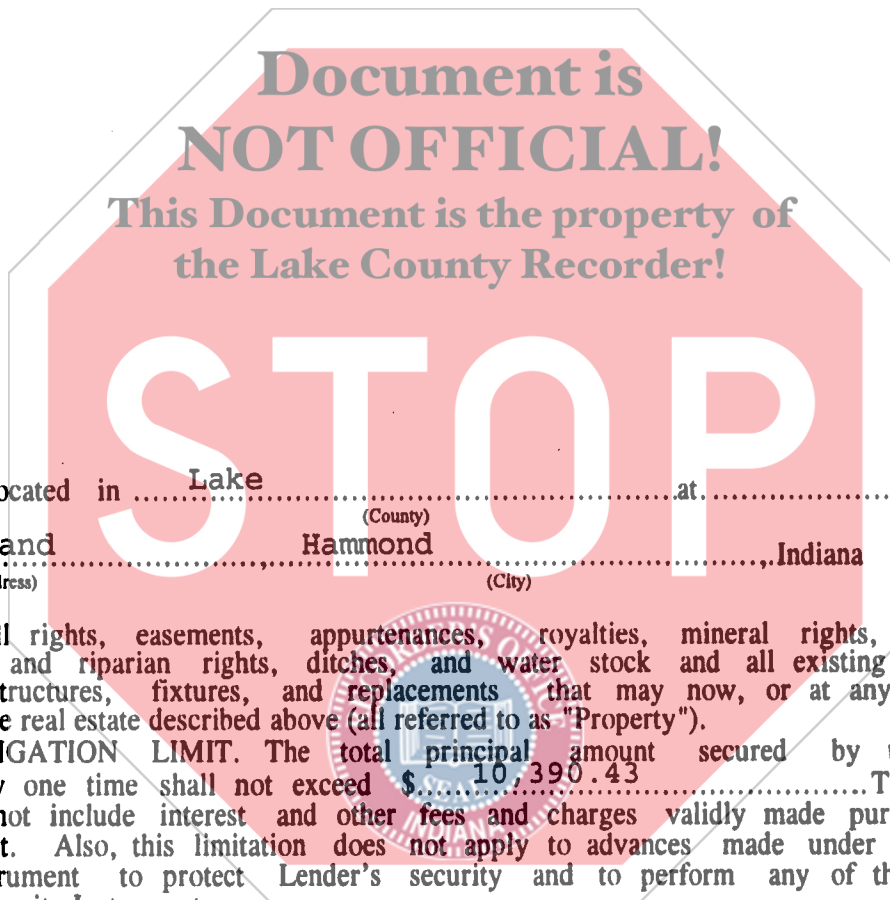 Document is
NOT OFFICIAL!
This Document is the property of
the Lake County Recorder!
STOP
ocated in ......Lake..............................................at....................
(County)
and..........................., Hammond ..................................., Indiana
ress) (City)
l rights, easements, appurtenances, royalties, mineral rights,
and riparian rights, ditches, and water stock and all existing
tructures, fixtures, and replacements that may now, or at any
e real estate described above (all referred to as "Property").
IGATION LIMIT. The total principal amount secured by
y one time shall not exceed $......10,390.43..............................T
not include interest and other fees and charges validly made pur
t. Also, this limitation does not apply to advances made under
rument to protect Lender's security and to perform any of th
SEAL
INDIANA